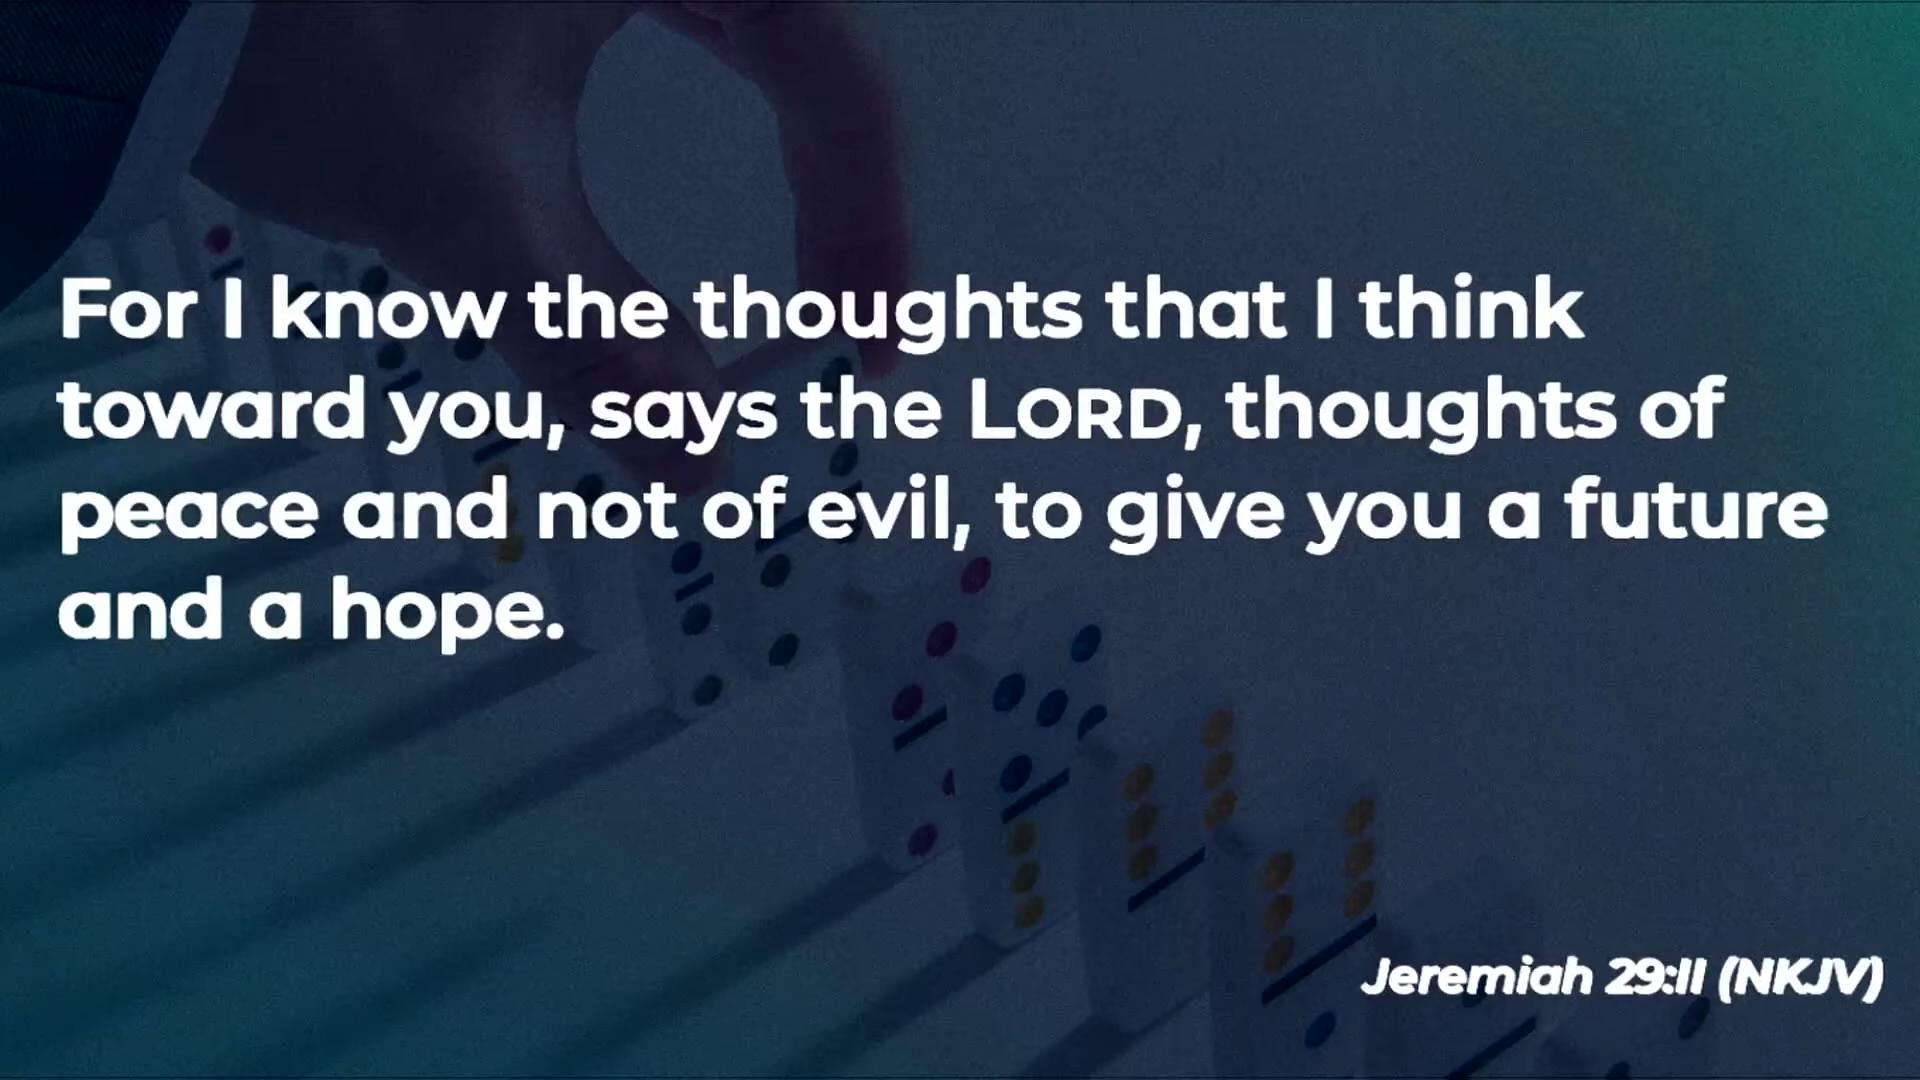 For I know the thoughts that I think
toward you, says the LORD, thoughts of
peace and not of evil, to give you a future
and a hope.
Jeremiah 29:11 (NKJV)